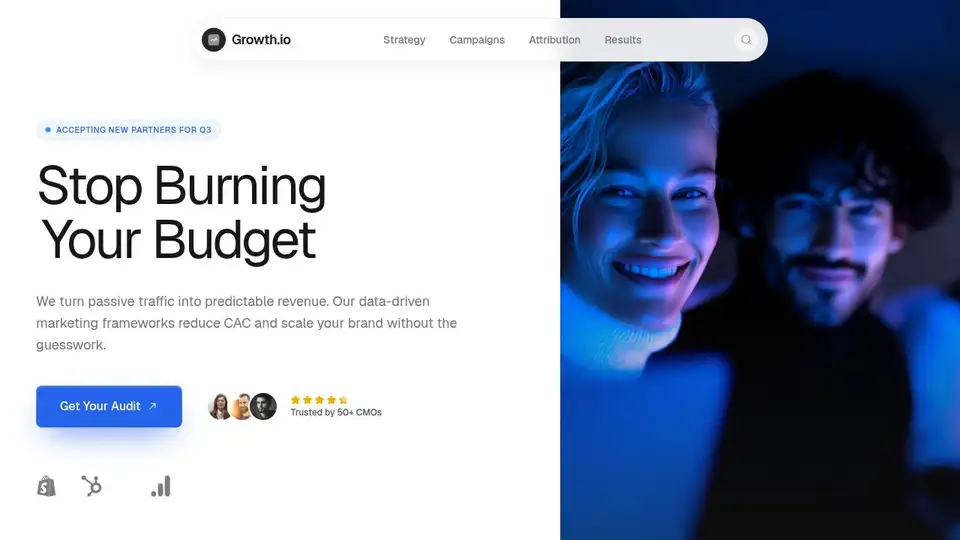 Growth.io
Strategy
Campaigns
Attribution
Results
ACCEPTING NEW PARTNERS FOR Q3
Stop Burning
Your Budget
We turn passive traffic into predictable revenue. Our data-driven
marketing frameworks reduce CAC and scale your brand without the
guesswork.
Get Your Audit
Trusted by 50+ CMOs